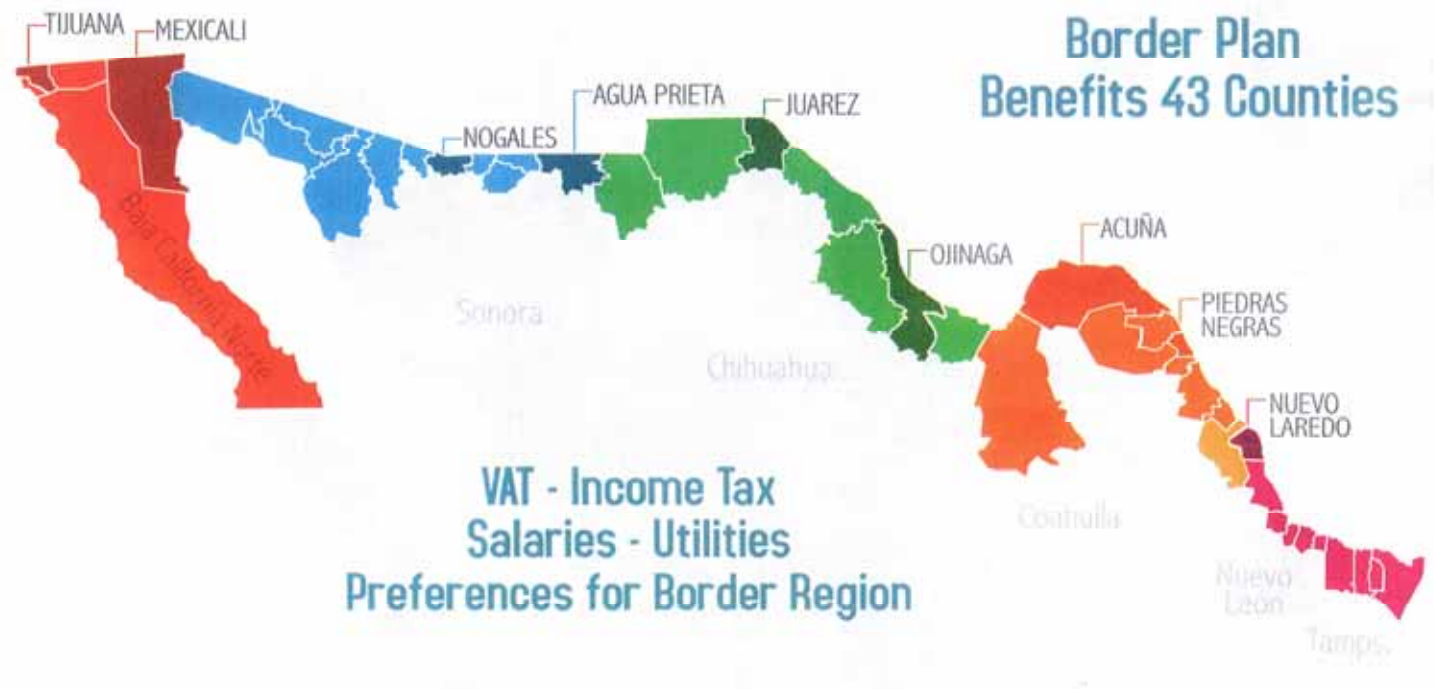 TIJUANA
MEXICALI
Border Plan
Benefits 43 Counties
AGUA PRIETA
JUAREZ
NOGALES
Baja California Norte
ACUÑA
OJINAGA
PIEDRAS
NEGRAS
Sonora
Chihuahua
NUEVO
LAREDO
VAT - Income Tax
Salaries - Utilities
Preferences for Border Region
Coahuila
Nuevo
Leon
Tamps.